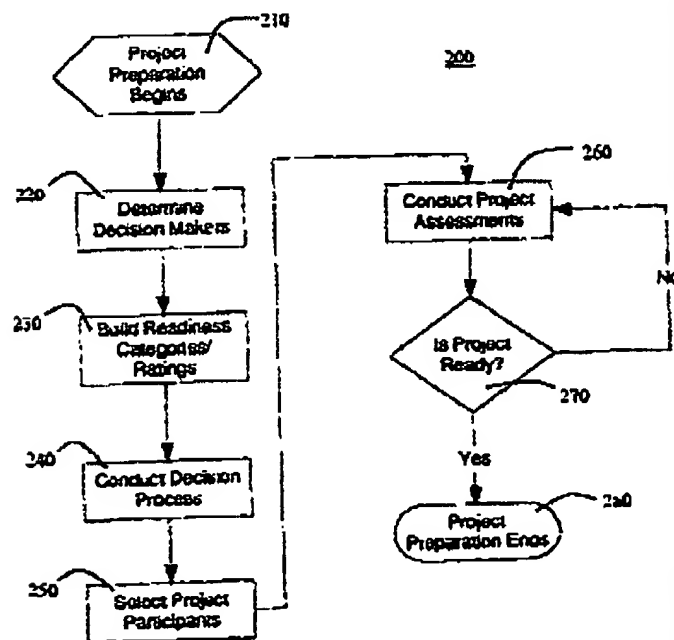 210
Project
Preparation
Begins
200
220
Determine
Decision Makers
230
Build Readiness
Categories/
Ratings
240
Conduct Decision
Process
250
Select Project
Participants
260
Conduct Project
Assessments
No
Is Project
Ready?
270
Yes
280
Project
Preparation Ends